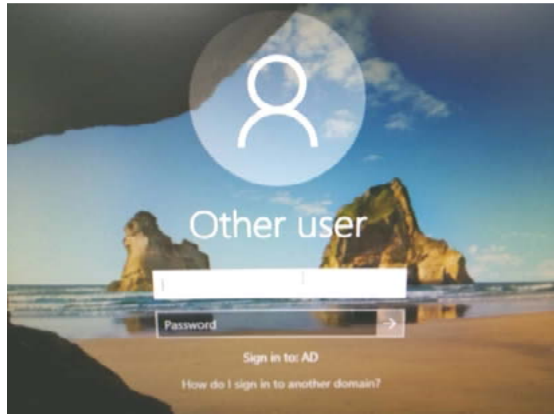 Other user
Password
Sign in to: AD
How do I sign in to another domain?